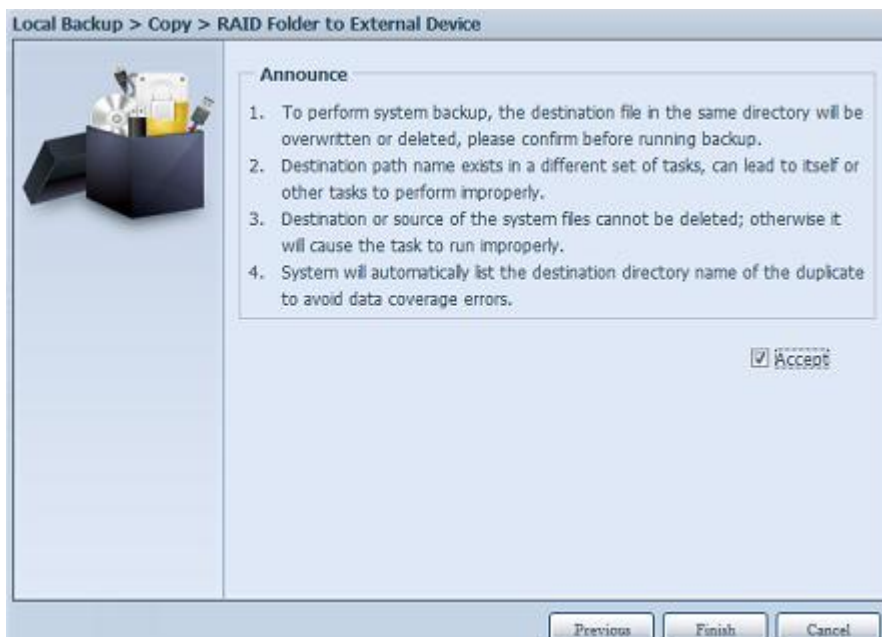 Local Backup > Copy > RAID Folder to External Device
Announce
1. To perform system backup, the destination file in the same directory will be
overwritten or deleted, please confirm before running backup.
2. Destination path name exists in a different set of tasks, can lead to itself or
other tasks to perform improperly.
3. Destination or source of the system files cannot be deleted; otherwise it
will cause the task to run improperly.
4. System will automatically list the destination directory name of the duplicate
to avoid data coverage errors.
Accept
Previous Finish Cancel